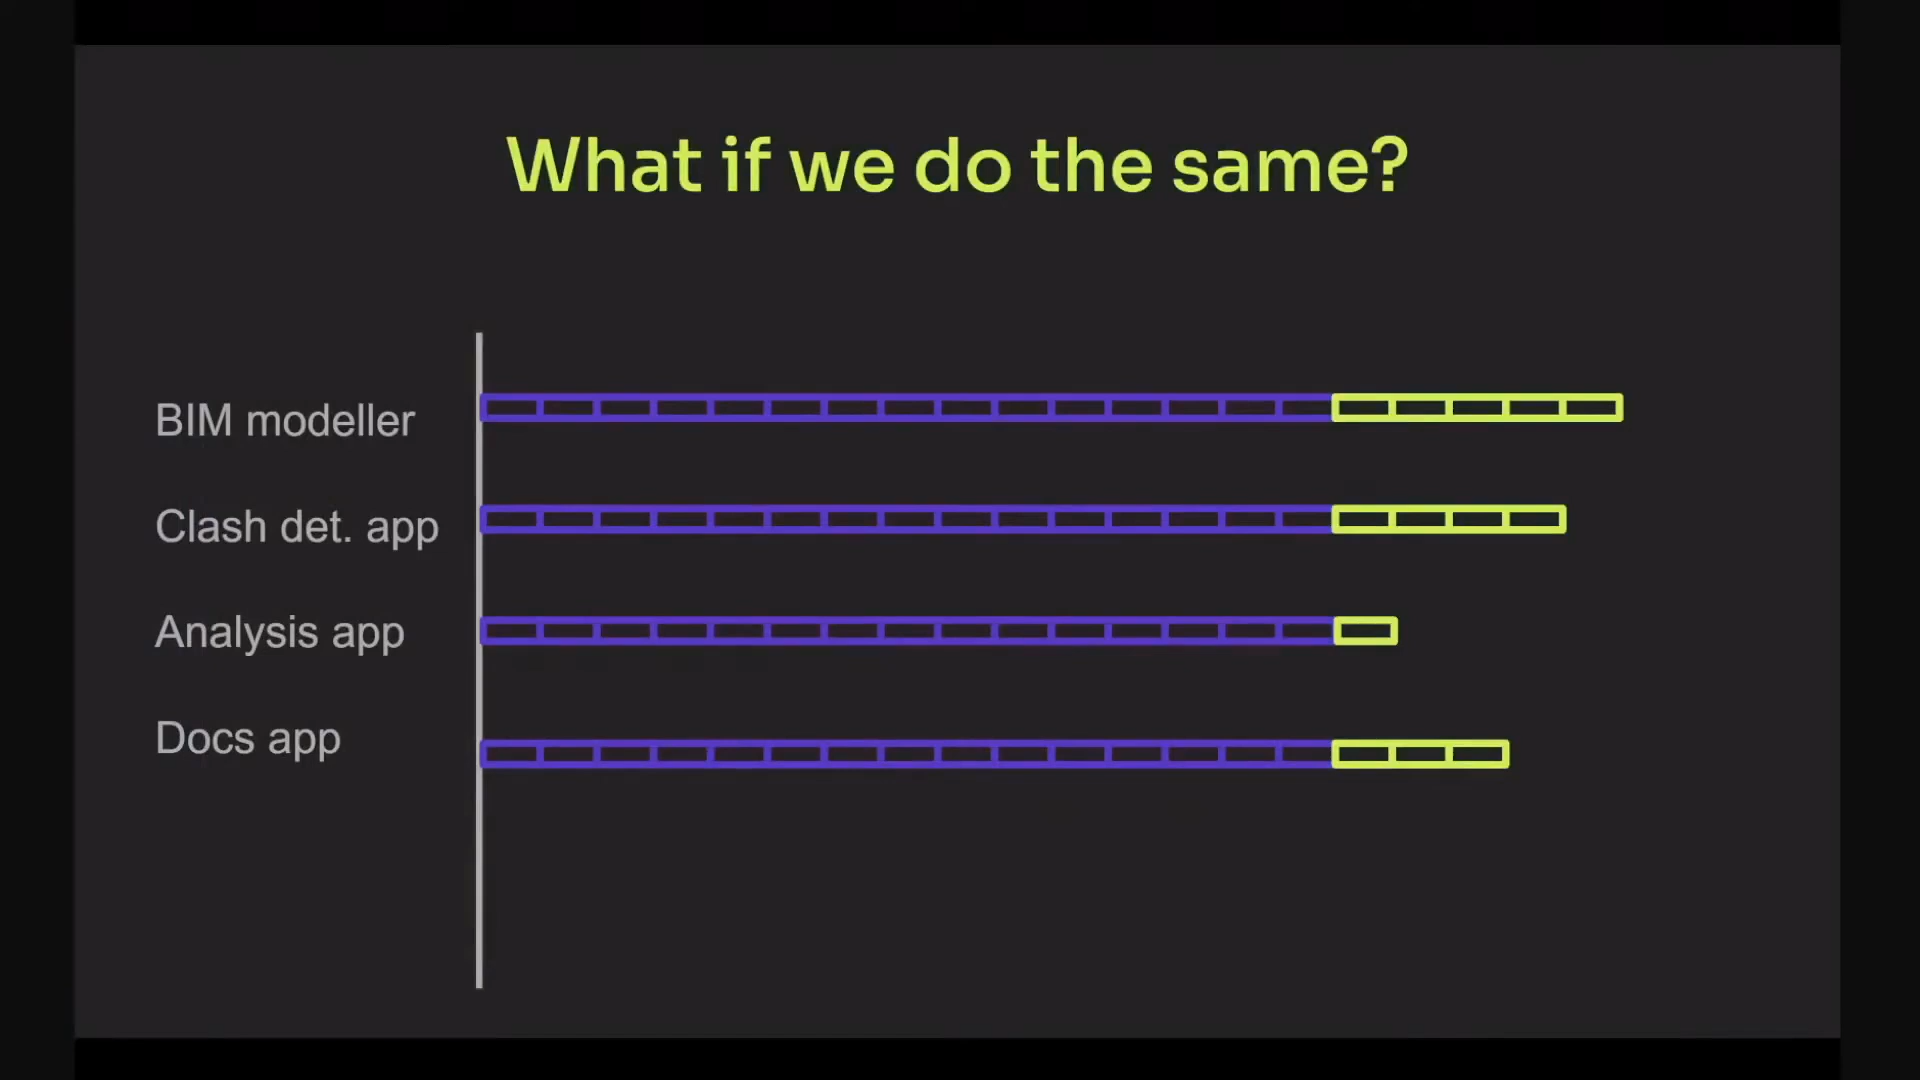 What if we do the same?
BIM modeller
Clash det. app
Analysis app
Docs app